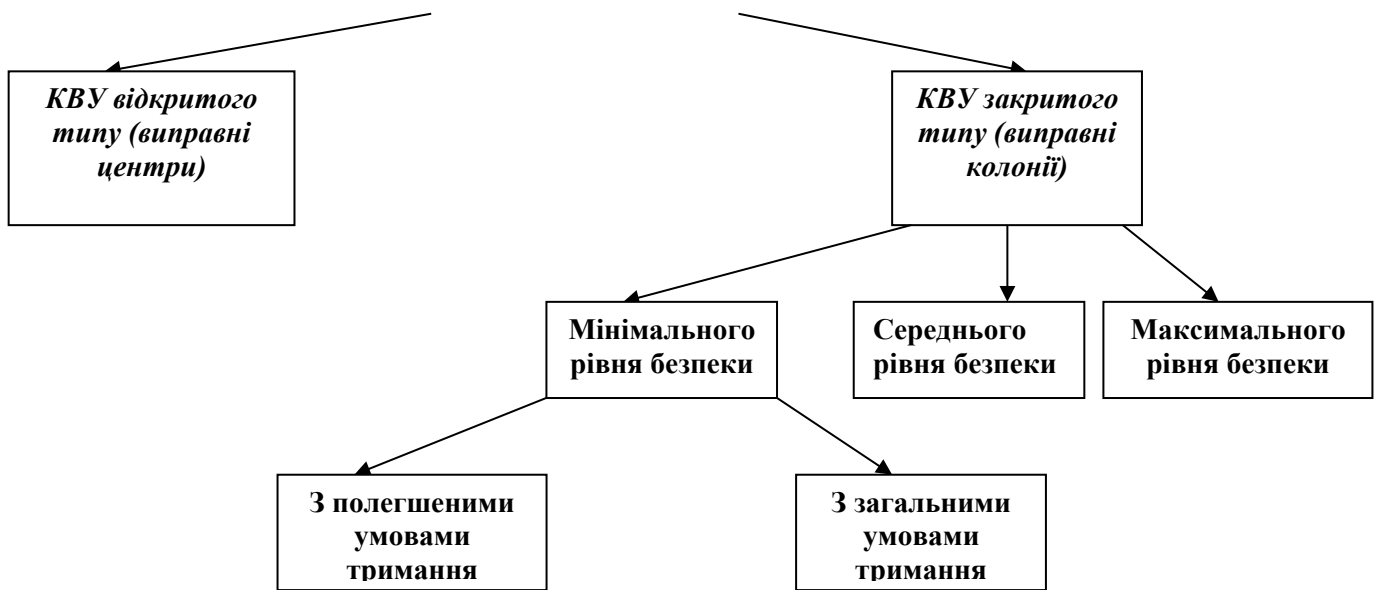 КВУ відкритого
типу (виправні
центри)
КВУ закритого
типу (виправні
колонії)
Мінімального
рівня безпеки
Середнього
рівня безпеки
Максимального
рівня безпеки
З полегшеними
умовами
тримання
З загальними
умовами
тримання